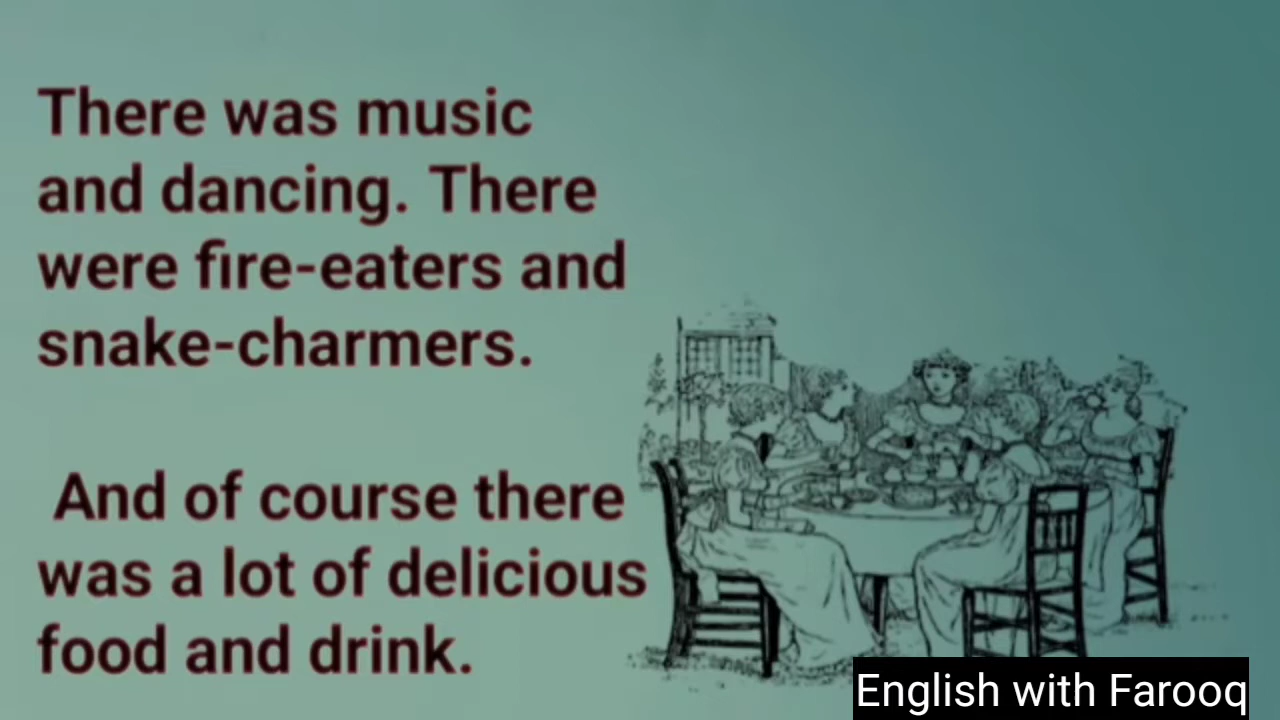 There was music
and dancing. There
were fire-eaters and
snake-charmers.
And of course there
was a lot of delicious
food and drink.
English with Farooq